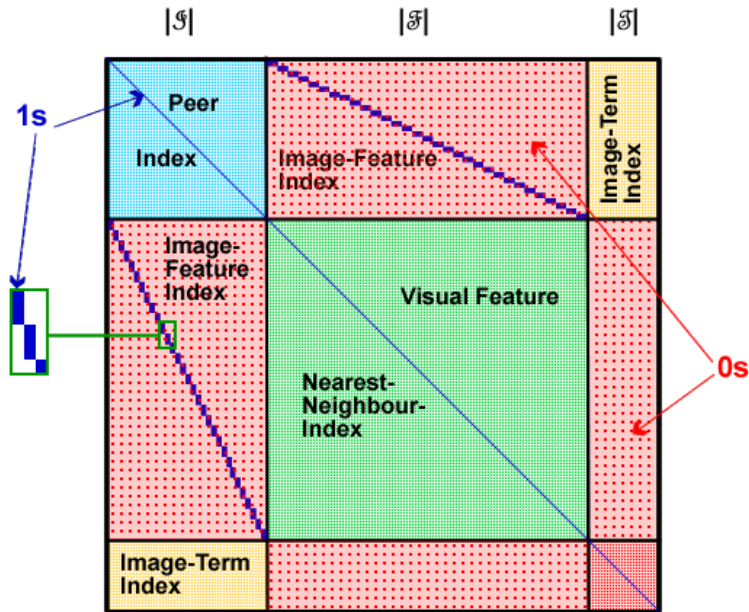 |ℐ| |ℱ| |𝒯|
1s
Peer
Index
Image-Feature
Index
Image-Term
Index
Image-
Feature
Index
Visual Feature
Nearest-
Neighbour-
Index
0s
Image-Term
Index